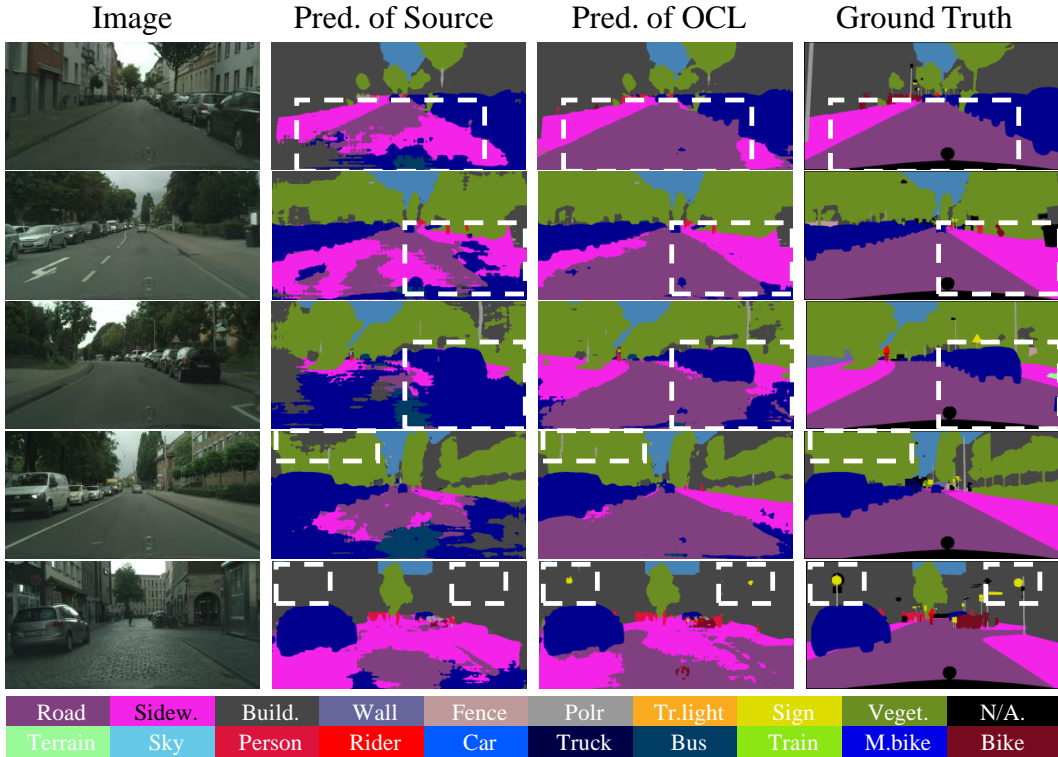 Image Pred. of Source Pred. of OCL Ground Truth
Road Sidew. Build. Wall Fence Polr Tr.light Sign Veget. N/A.
Terrain Sky Person Rider Car Truck Bus Train M.bike Bike